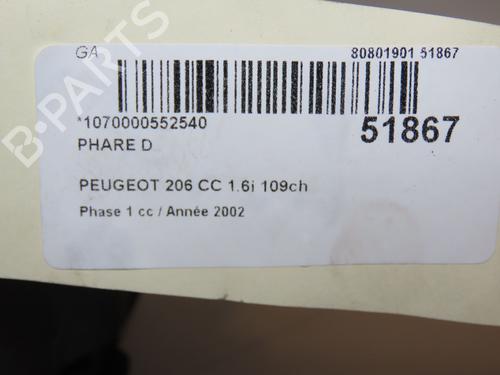 GA 80801901 51867
*1070000552540 51867
PHARE D
PEUGEOT 206 CC 1.6i 109ch
Phase 1 cc / Année 2002
B-PARTS